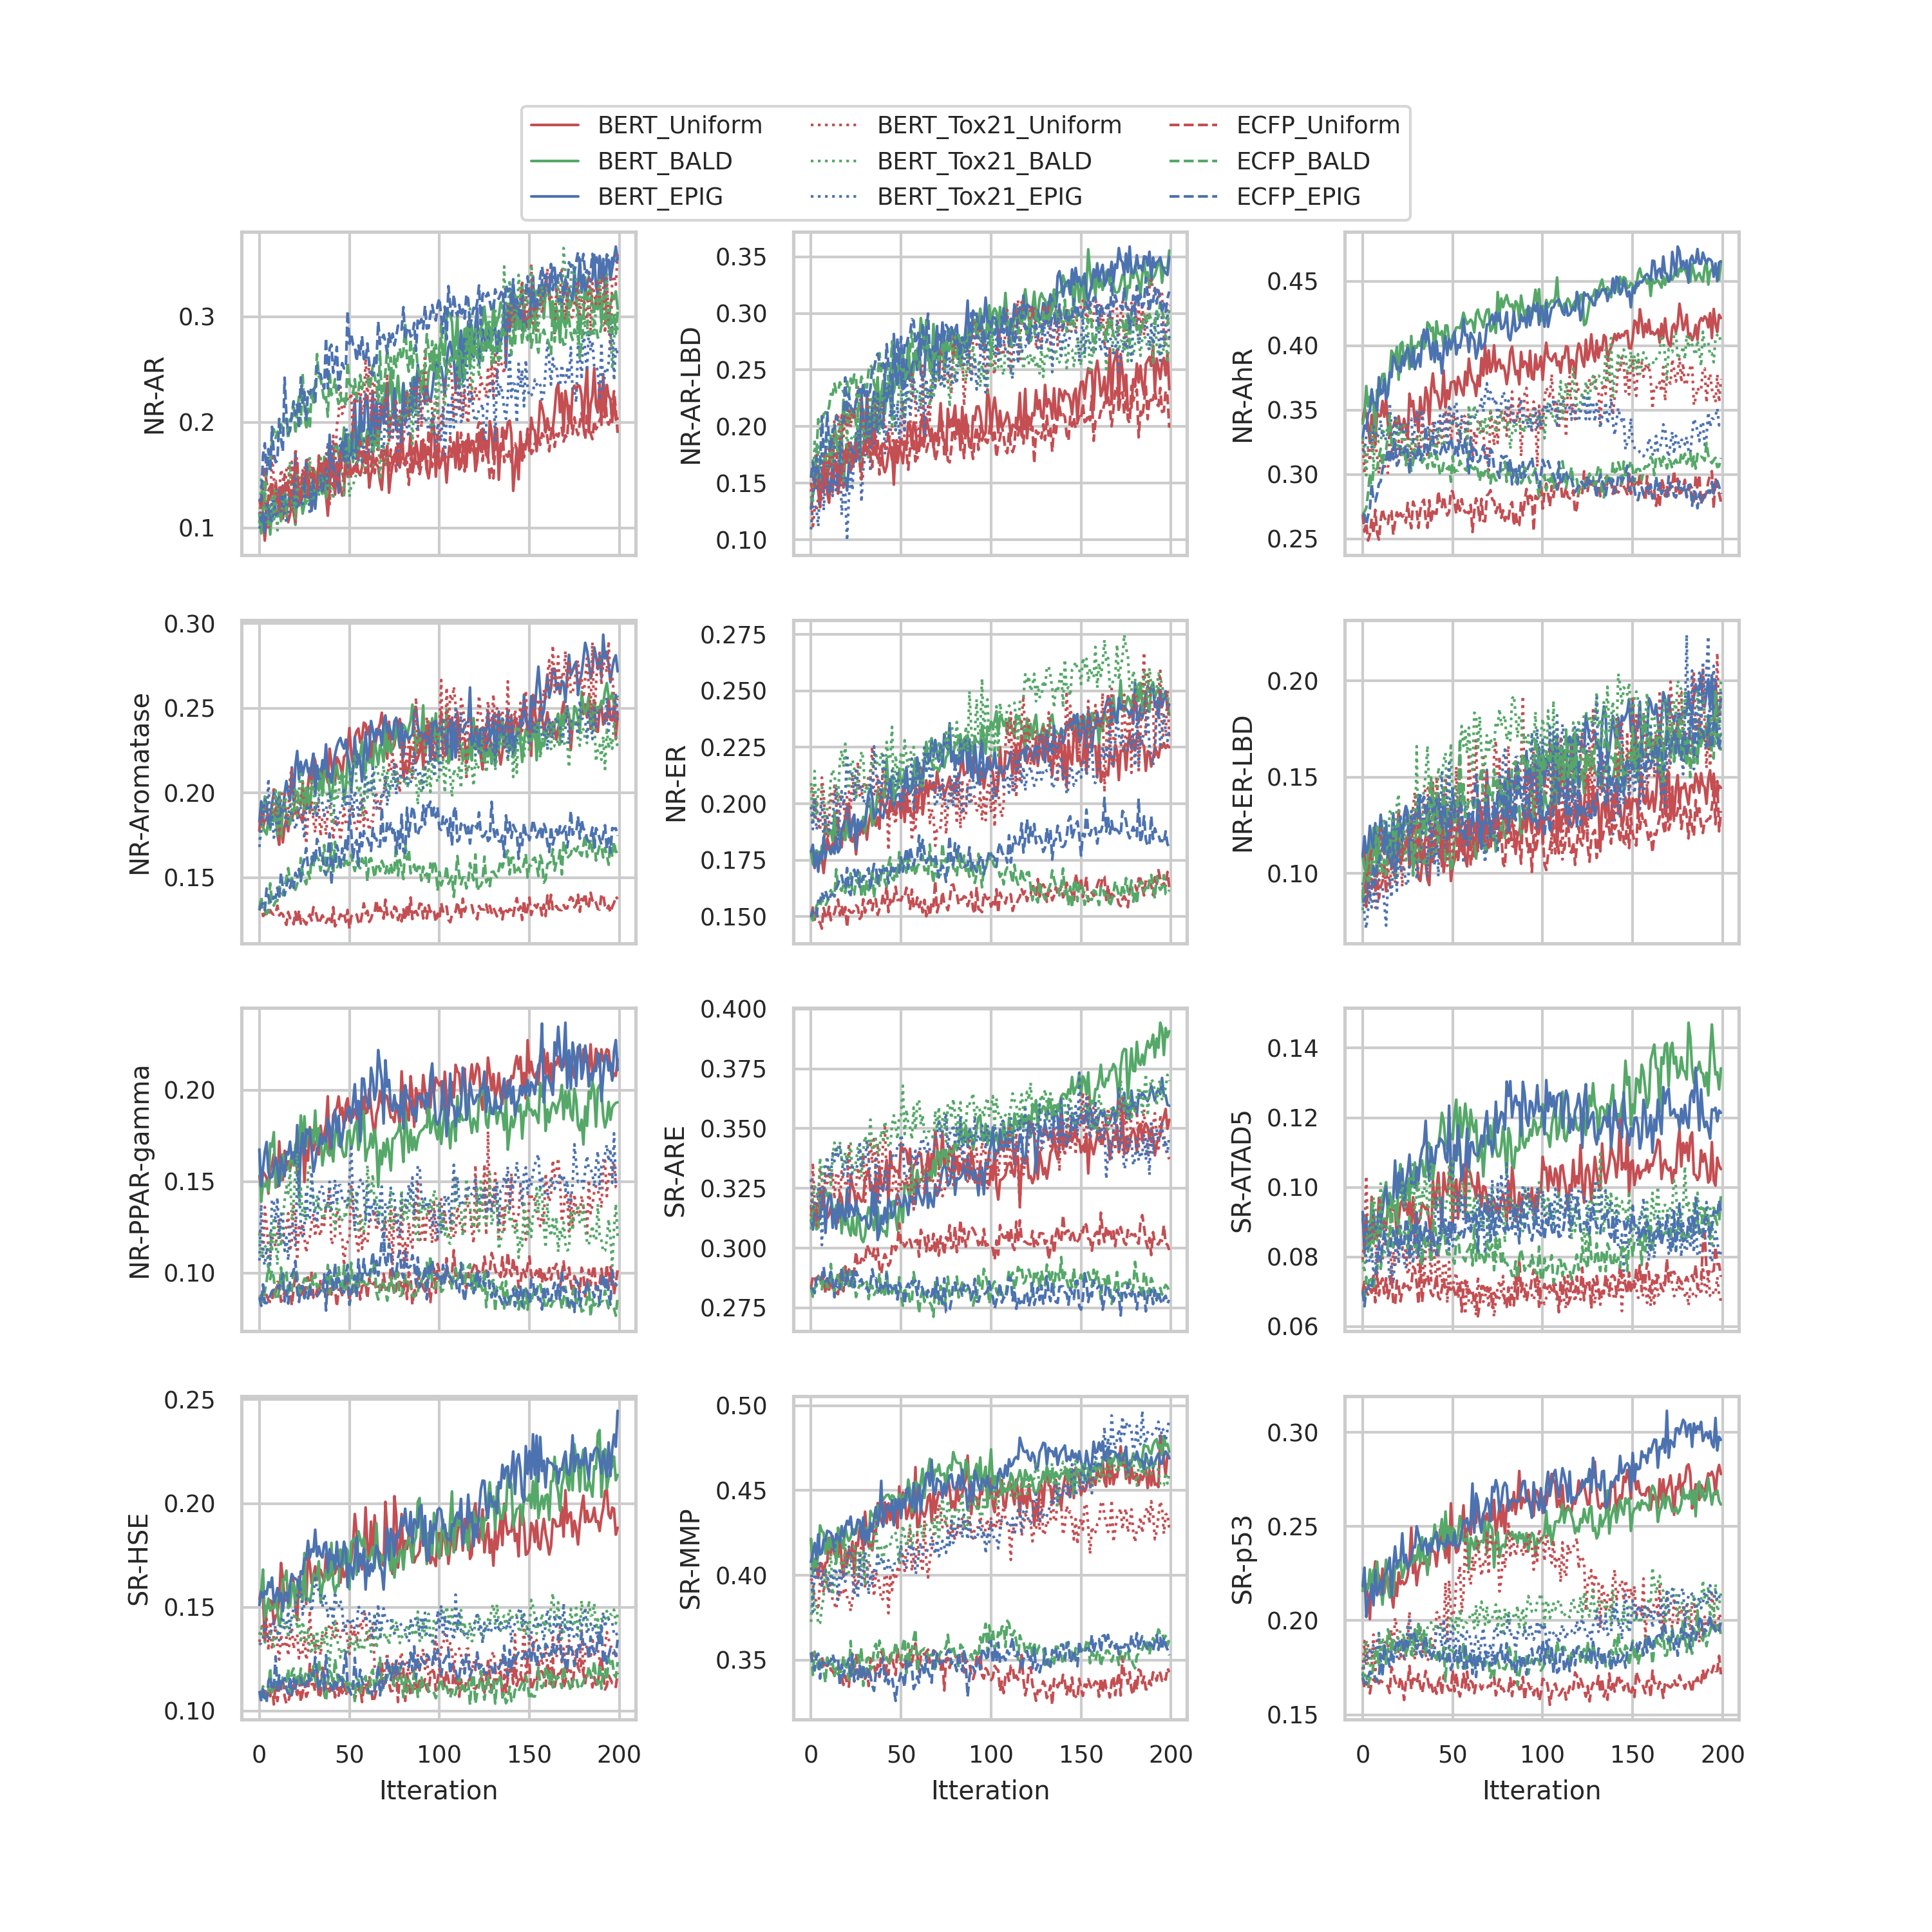 BERT_Uniform BERT_Tox21_Uniform ECFP_Uniform
BERT_BALD BERT_Tox21_BALD ECFP_BALD
BERT_EPIG BERT_Tox21_EPIG ECFP_EPIG
NR-AR
0.3
0.2
0.1
NR-AR-LBD
0.35
0.30
0.25
0.20
0.15
0.10
NR-AhR
0.45
0.40
0.35
0.30
0.25
NR-Aromatase
0.30
0.25
0.20
0.15
NR-ER
0.275
0.250
0.225
0.200
0.175
0.150
NR-ER-LBD
0.20
0.15
0.10
NR-PPAR-gamma
0.20
0.15
0.10
SR-ARE
0.400
0.375
0.350
0.325
0.300
0.275
SR-ATAD5
0.14
0.12
0.10
0.08
0.06
SR-HSE
0.25
0.20
0.15
0.10
0 50 100 150 200
Itteration
SR-MMP
0.50
0.45
0.40
0.35
0 50 100 150 200
Itteration
SR-p53
0.30
0.25
0.20
0.15
0 50 100 150 200
Itteration